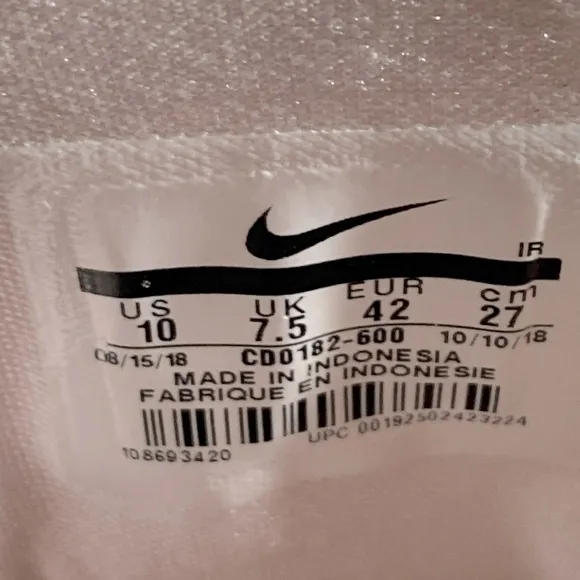 IR
US UK EUR cm
10 7.5 42 27
08/15/18 CD0182-600 10/10/18
MADE IN INDONESIA
FABRIQUE EN INDONESIE
108693420 UPC 00192502423224